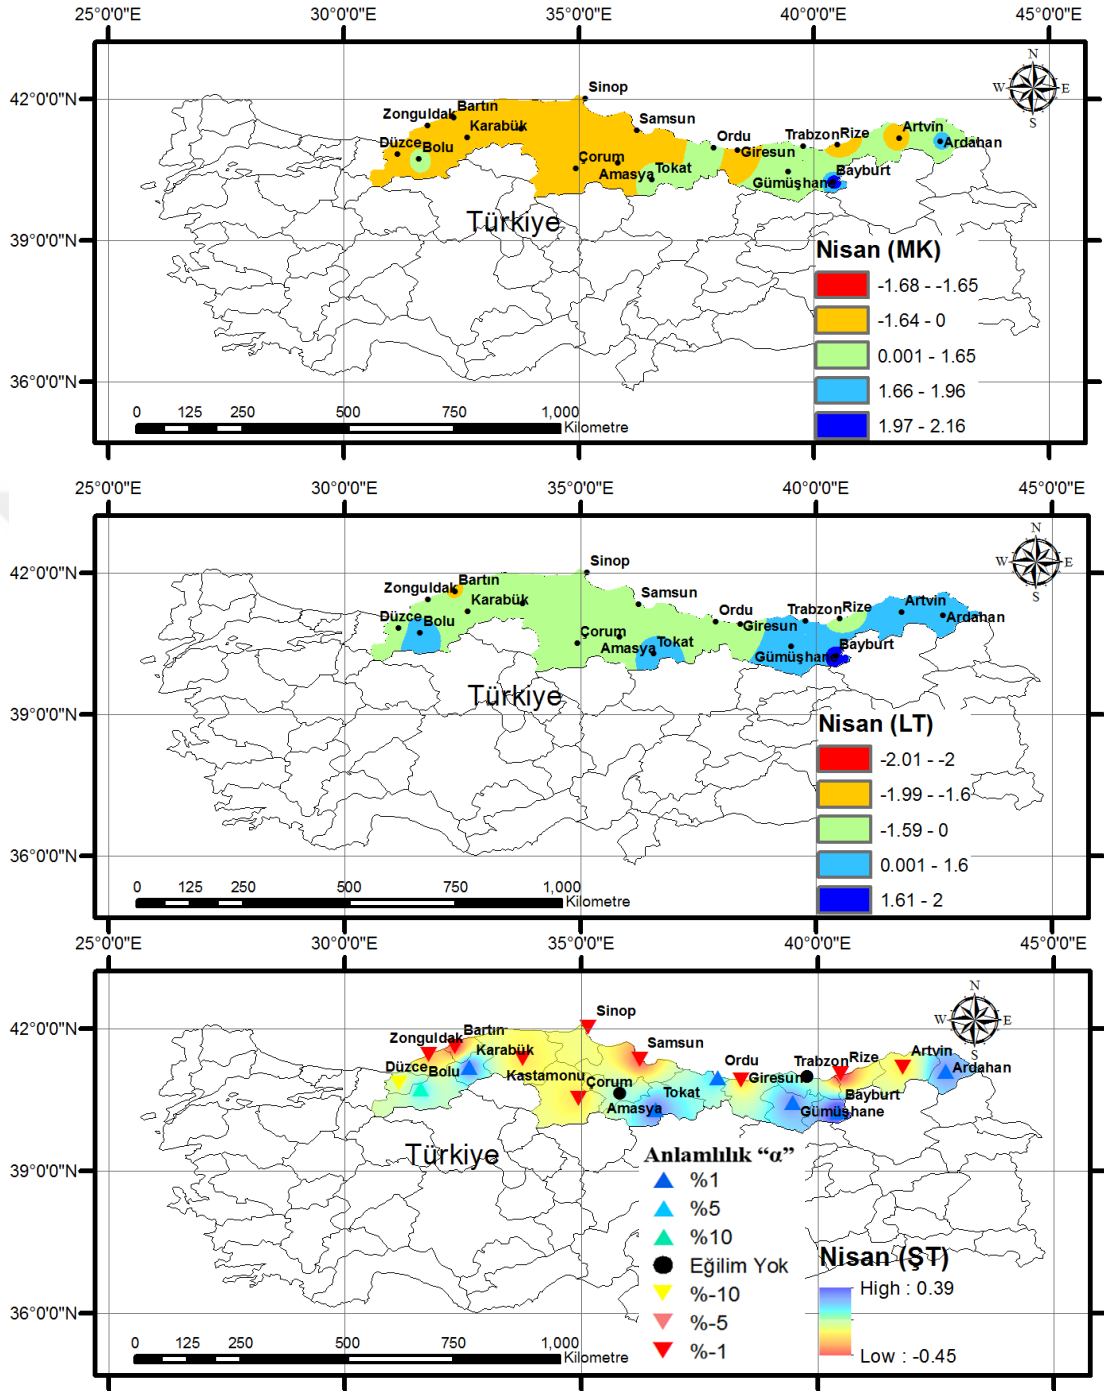 25°0'0"E 30°0'0"E 35°0'0"E 40°0'0"E 45°0'0"E
N
W E
S
42°0'0"N
39°0'0"N
36°0'0"N
Sinop
Bartın
Zonguldak
Karabük
Samsun
Düzce
Bolu
Ordu
Trabzon
Rize
Artvin
Giresun
Ardahan
Çorum
Amasya
Tokat
Bayburt
Gümüşhane
Türkiye
Nisan (MK)
-1.68 - -1.65
-1.64 - 0
0.001 - 1.65
1.66 - 1.96
1.97 - 2.16
0 125 250 500 750 1,000
Kilometre
25°0'0"E 30°0'0"E 35°0'0"E 40°0'0"E 45°0'0"E
N
W E
S
42°0'0"N
39°0'0"N
36°0'0"N
Sinop
Bartın
Zonguldak
Karabük
Samsun
Düzce
Bolu
Ordu
Trabzon
Rize
Artvin
Giresun
Ardahan
Çorum
Amasya
Tokat
Bayburt
Gümüşhane
Türkiye
Nisan (LT)
-2.01 - -2
-1.99 - -1.6
-1.59 - 0
0.001 - 1.6
1.61 - 2
0 125 250 500 750 1,000
Kilometre
25°0'0"E 30°0'0"E 35°0'0"E 40°0'0"E 45°0'0"E
N
W E
S
42°0'0"N
39°0'0"N
36°0'0"N
Sinop
Bartın
Zonguldak
Karabük
Samsun
Düzce
Bolu
Kastamonu
Ordu
Trabzon
Rize
Artvin
Giresun
Ardahan
Çorum
Amasya
Tokat
Bayburt
Gümüşhane
Türkiye
Anlamlılık “α”
%1
%5
%10
Eğilim Yok
%-10
%-5
%-1
Nisan (ŞT)
High : 0.39
Low : -0.45
0 125 250 500 750 1,000
Kilometre